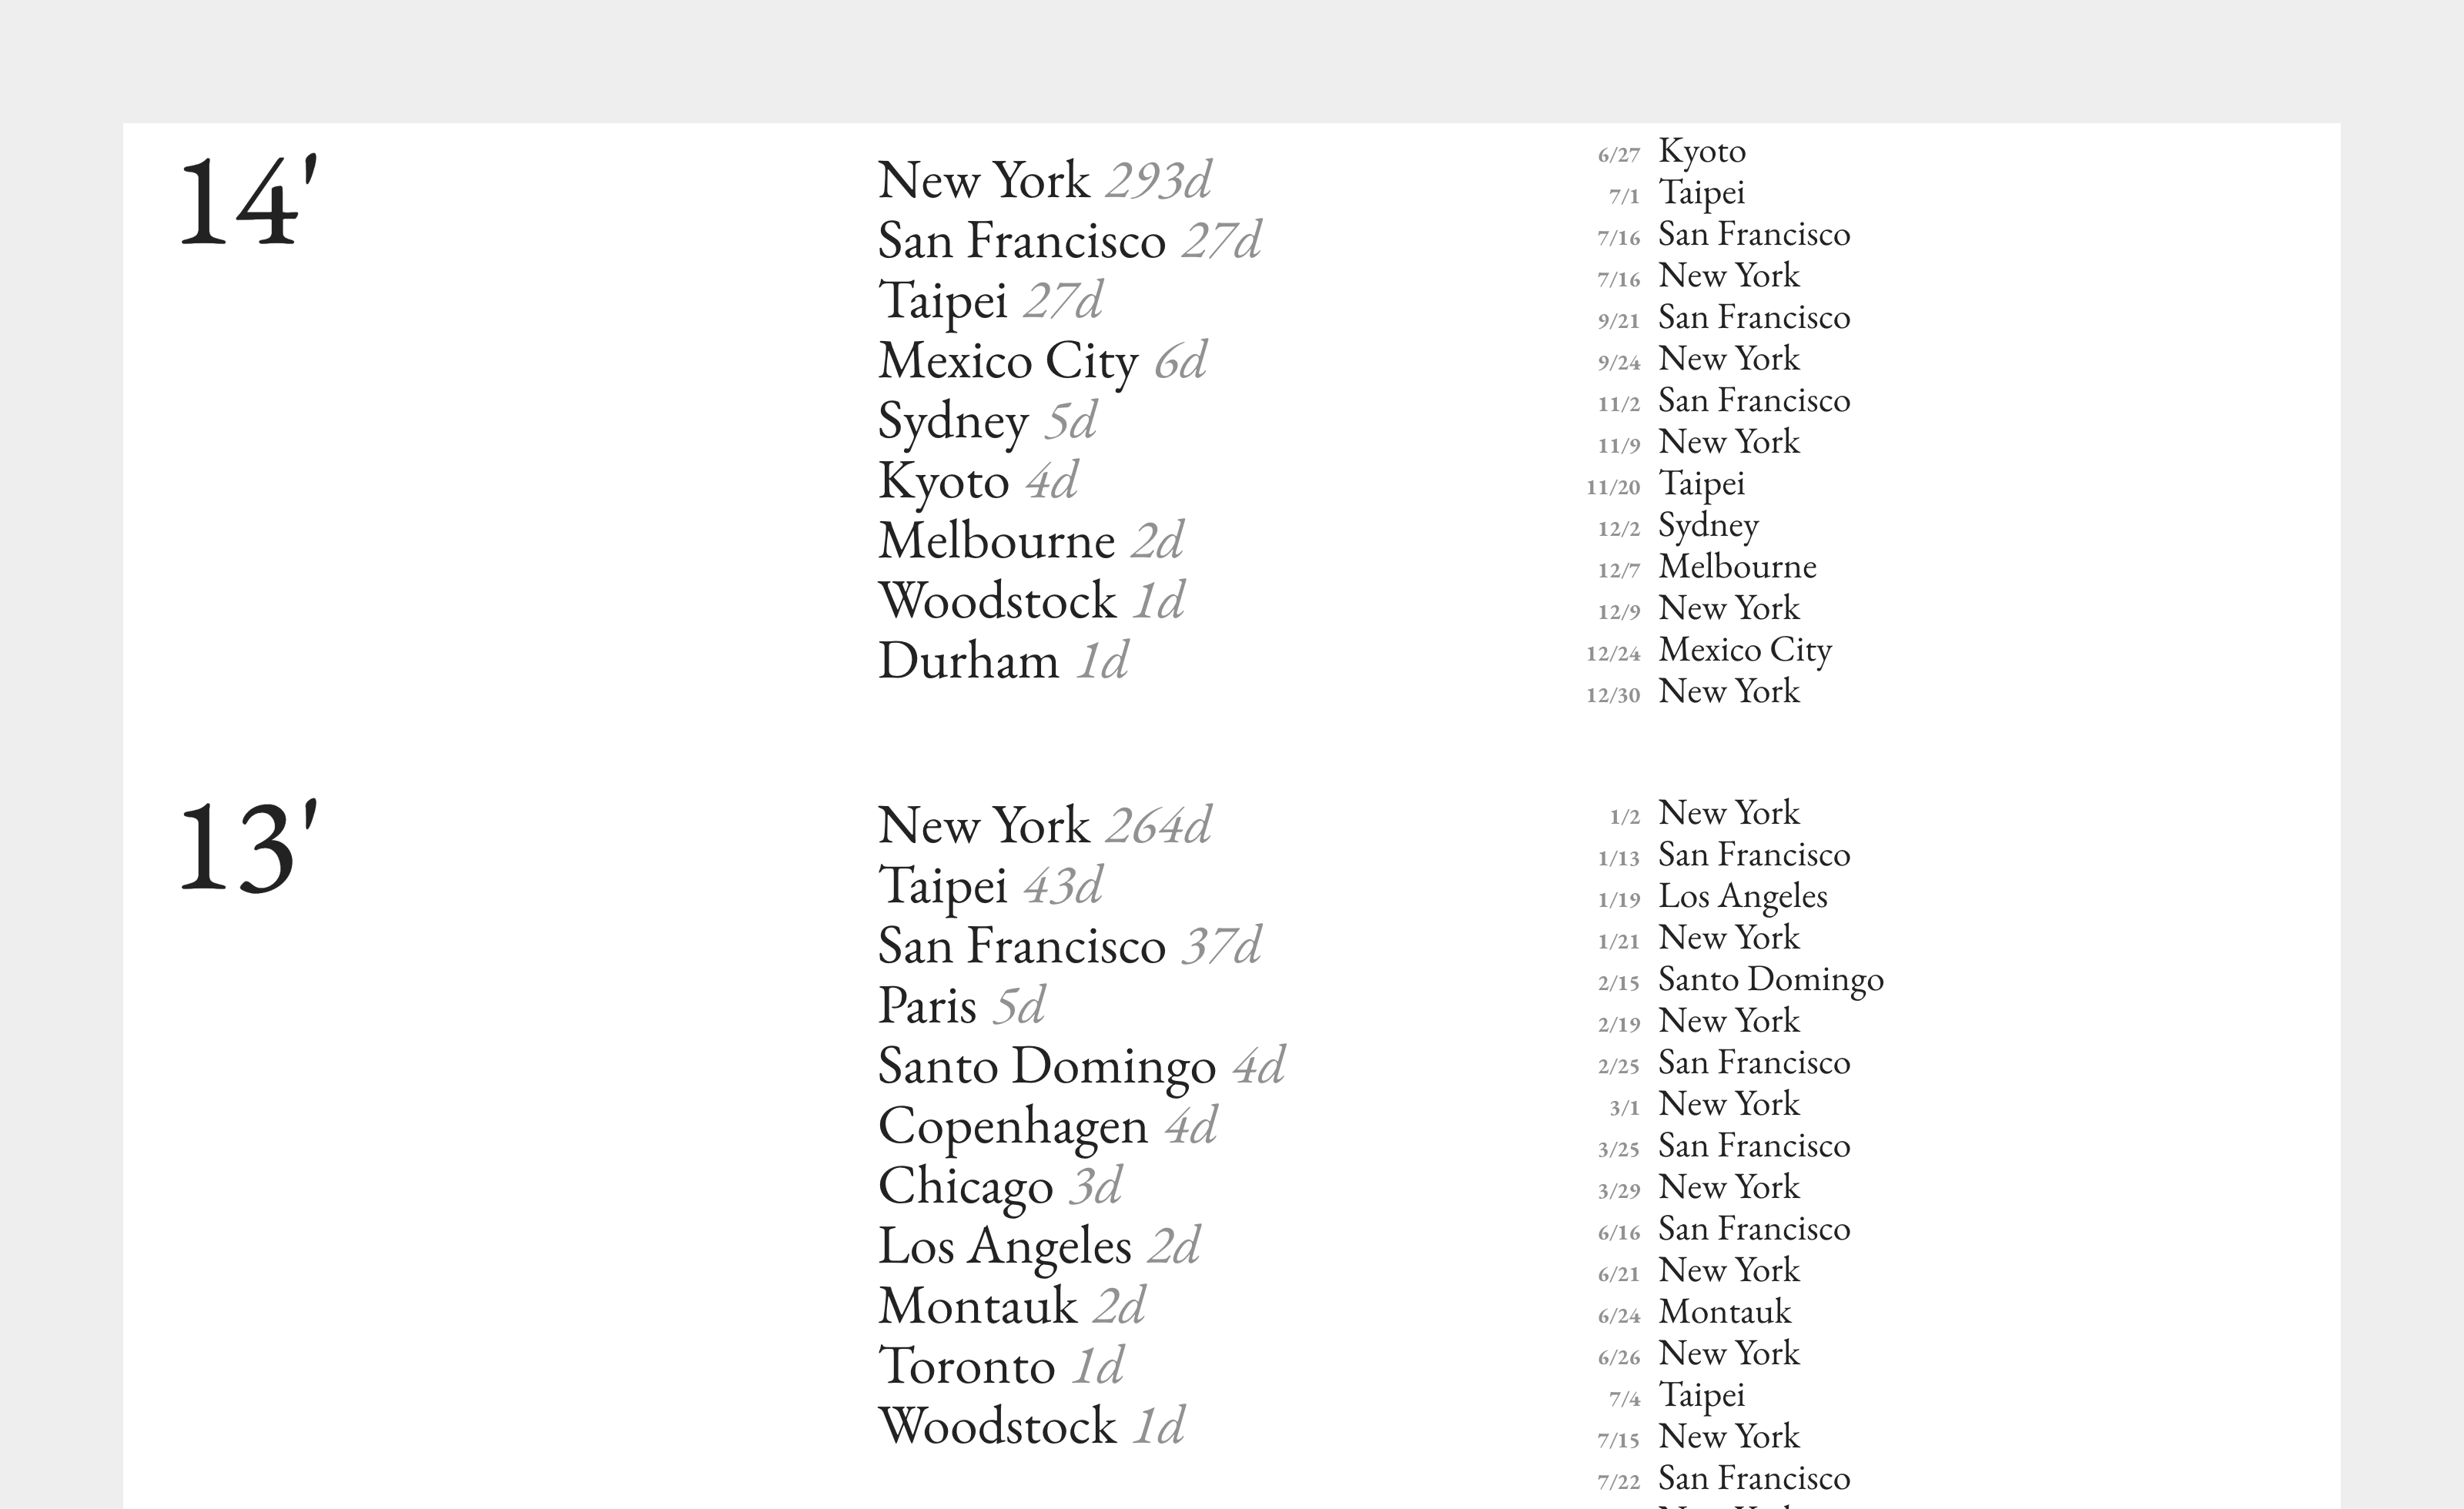 14'
New York 293d
San Francisco 27d
Taipei 27d
Mexico City 6d
Sydney 5d
Kyoto 4d
Melbourne 2d
Woodstock 1d
Durham 1d
6/27 Kyoto
7/1 Taipei
7/16 San Francisco
7/16 New York
9/21 San Francisco
9/24 New York
11/2 San Francisco
11/9 New York
11/20 Taipei
12/2 Sydney
12/7 Melbourne
12/9 New York
12/24 Mexico City
12/30 New York
13'
New York 264d
Taipei 43d
San Francisco 37d
Paris 5d
Santo Domingo 4d
Copenhagen 4d
Chicago 3d
Los Angeles 2d
Montauk 2d
Toronto 1d
Woodstock 1d
1/2 New York
1/13 San Francisco
1/19 Los Angeles
1/21 New York
2/15 Santo Domingo
2/19 New York
2/25 San Francisco
3/1 New York
3/25 San Francisco
3/29 New York
6/16 San Francisco
6/21 New York
6/24 Montauk
6/26 New York
7/4 Taipei
7/15 New York
7/22 San Francisco